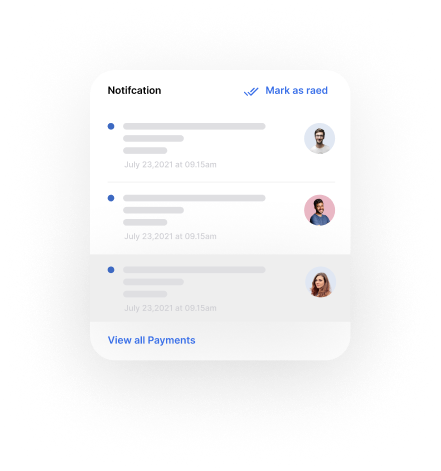 Notifcation
Mark as raed
July 23,2021 at 09.15am
July 23,2021 at 09.15am
July 23,2021 at 09.15am
View all Payments